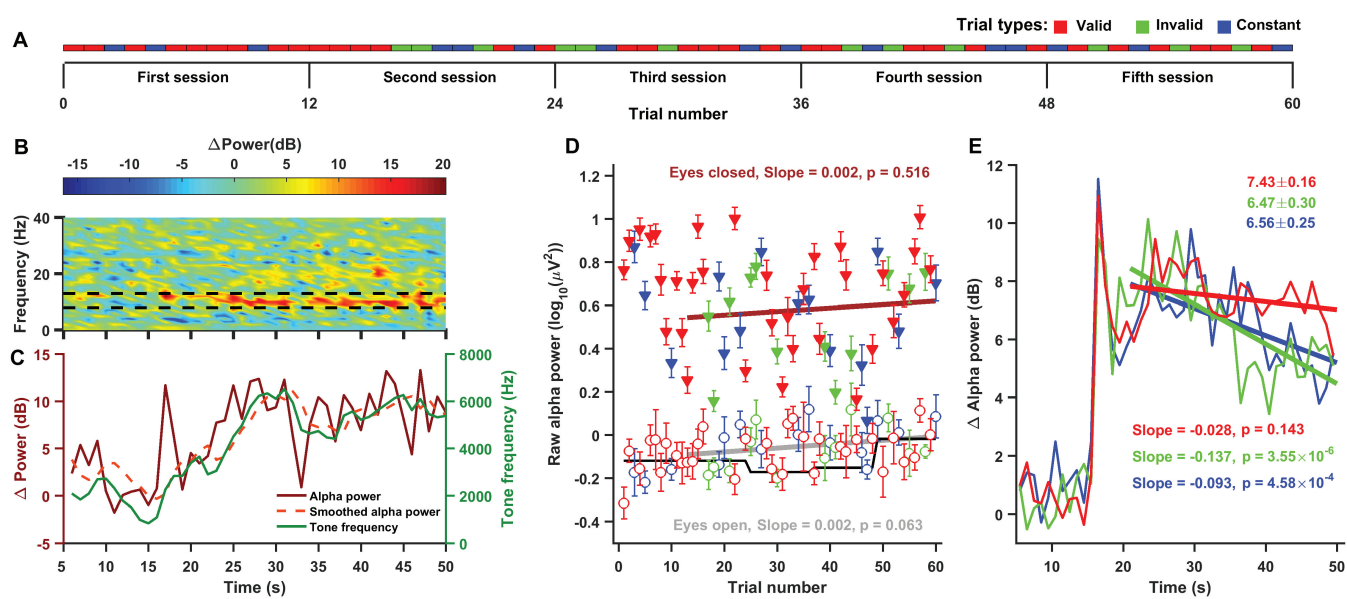 Trial types: Valid Invalid Constant
A
First session Second session Third session Fourth session Fifth session
0 12 24 36 48 60
Trial number
B
ΔPower(dB)
-15 -10 -5 0 5 10 15 20
Frequency (Hz)
40
20
0
C
Δ Power (dB)
15
10
5
0
-5
8000
6000
4000
2000
0
Tone frequency (Hz)
Alpha power
Smoothed alpha power
Tone frequency
5 10 15 20 25 30 35 40 45 50
Time (s)
D
Raw alpha power (log10(μV²))
1.2
1
0.8
0.6
0.4
0.2
0
-0.2
-0.4
Eyes closed, Slope = 0.002, p = 0.516
Eyes open, Slope = 0.002, p = 0.063
0 10 20 30 40 50 60
Trial number
E
Δ Alpha power (dB)
12
10
8
6
4
2
0
7.43±0.16
6.47±0.30
6.56±0.25
Slope = -0.028, p = 0.143
Slope = -0.137, p = 3.55×10⁻⁶
Slope = -0.093, p = 4.58×10⁻⁴
10 20 30 40 50
Time (s)